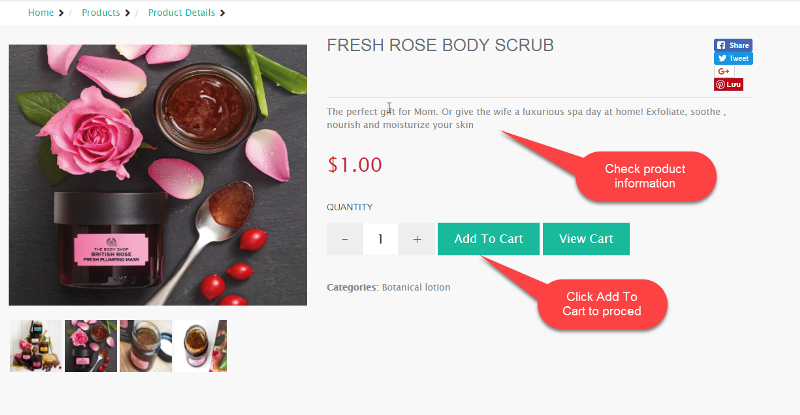 Home
Products
Product Details
FRESH ROSE BODY SCRUB
Share
Tweet
G+
Lưu
The perfect gift for Mom. Or give the wife a luxurious spa day at home! Exfoliate, soothe ,
nourish and moisturize your skin
Check product
information
$1.00
QUANTITY
- 1 +
Add To Cart
View Cart
Categories: Botanical lotion
Click Add To
Cart to proced
THE BODY SHOP
BRITISH ROSE
FRESH PLUMPING MASK